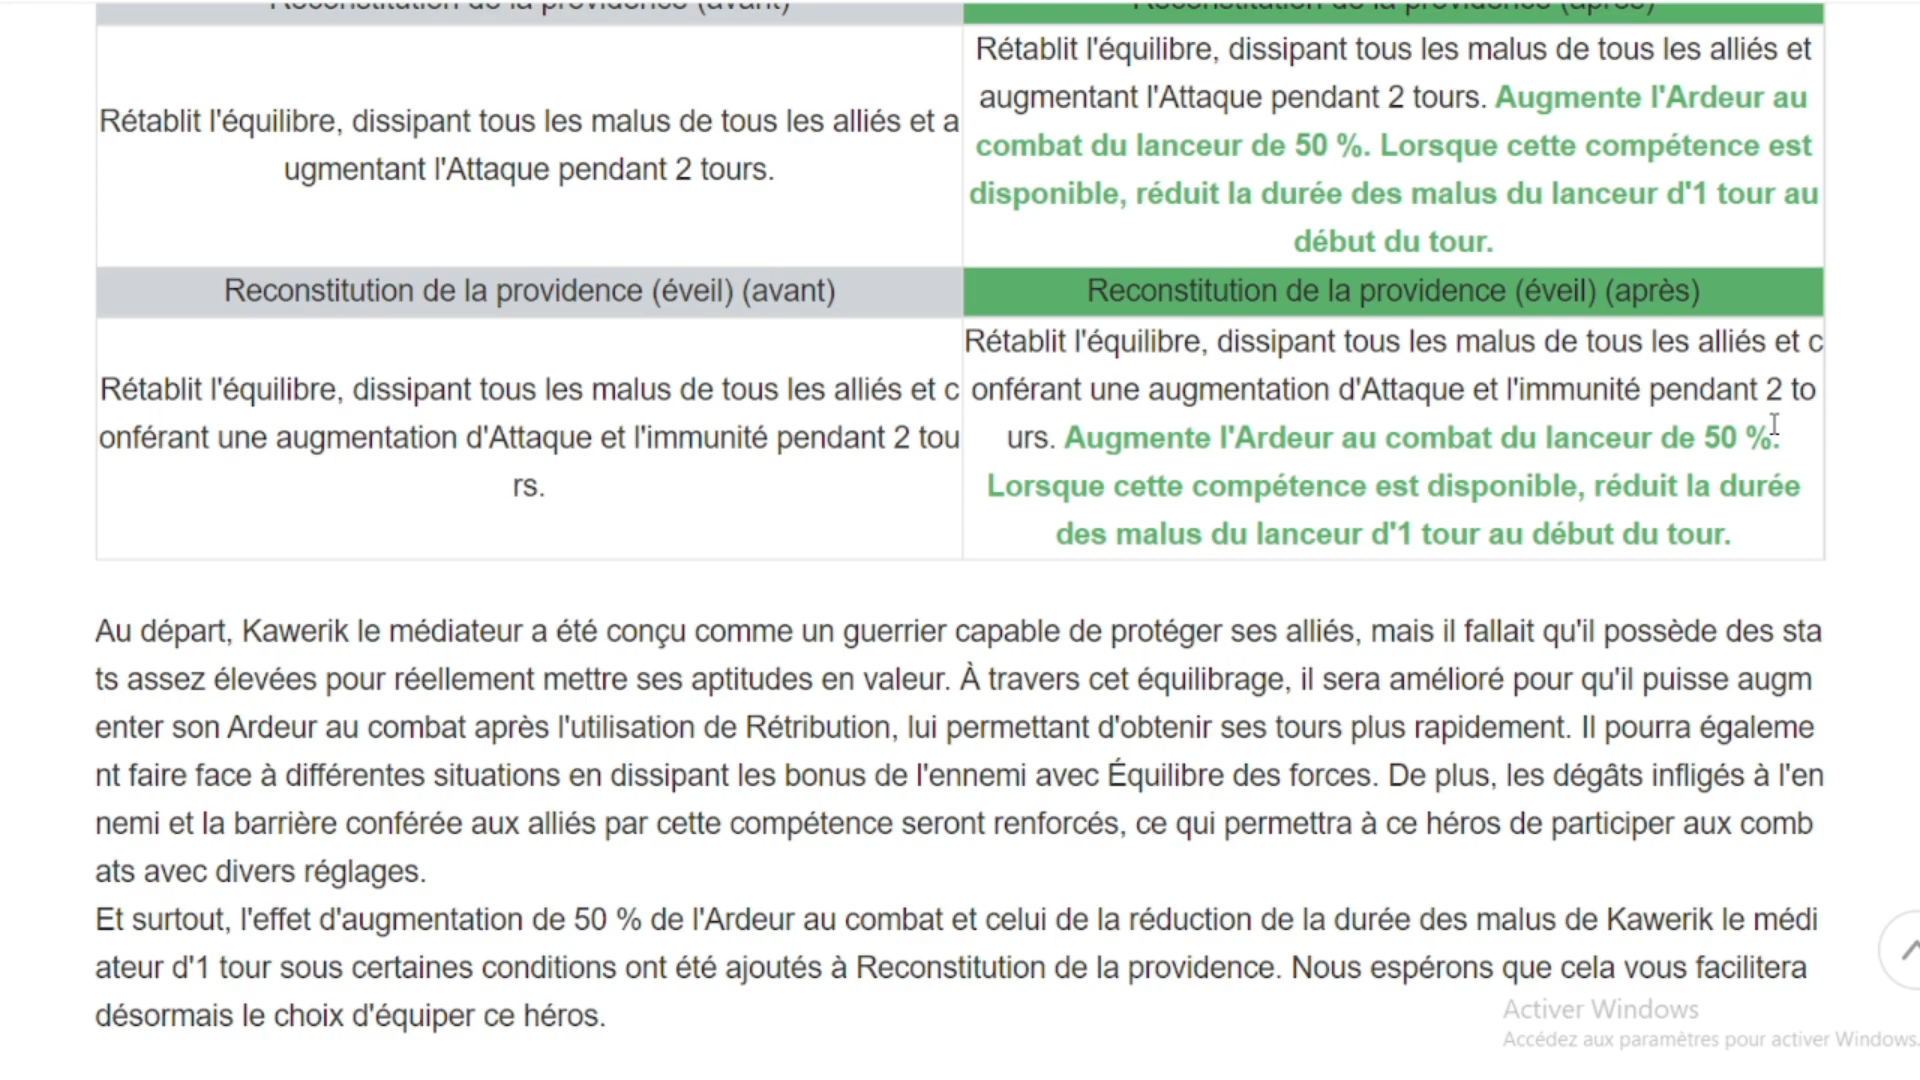 Reconstitution de la providence (avant)
Reconstitution de la providence (après)
Rétablit l'équilibre, dissipant tous les malus de tous les alliés et a
ugmentant l'Attaque pendant 2 tours.
Rétablit l'équilibre, dissipant tous les malus de tous les alliés et
augmentant l'Attaque pendant 2 tours. Augmente l'Ardeur au
combat du lanceur de 50 %. Lorsque cette compétence est
disponible, réduit la durée des malus du lanceur d'1 tour au
début du tour.
Reconstitution de la providence (éveil) (avant)
Reconstitution de la providence (éveil) (après)
Rétablit l'équilibre, dissipant tous les malus de tous les alliés et c
onférant une augmentation d'Attaque et l'immunité pendant 2 tou
rs.
Rétablit l'équilibre, dissipant tous les malus de tous les alliés et c
onférant une augmentation d'Attaque et l'immunité pendant 2 to
urs. Augmente l'Ardeur au combat du lanceur de 50 %.
Lorsque cette compétence est disponible, réduit la durée
des malus du lanceur d'1 tour au début du tour.
Au départ, Kawerik le médiateur a été conçu comme un guerrier capable de protéger ses alliés, mais il fallait qu'il possède des sta
ts assez élevées pour réellement mettre ses aptitudes en valeur. À travers cet équilibrage, il sera amélioré pour qu'il puisse augm
enter son Ardeur au combat après l'utilisation de Rétribution, lui permettant d'obtenir ses tours plus rapidement. Il pourra égaleme
nt faire face à différentes situations en dissipant les bonus de l'ennemi avec Équilibre des forces. De plus, les dégâts infligés à l'en
nemi et la barrière conférée aux alliés par cette compétence seront renforcés, ce qui permettra à ce héros de participer aux comb
ats avec divers réglages.
Et surtout, l'effet d'augmentation de 50 % de l'Ardeur au combat et celui de la réduction de la durée des malus de Kawerik le médi
ateur d'1 tour sous certaines conditions ont été ajoutés à Reconstitution de la providence. Nous espérons que cela vous facilitera
désormais le choix d'équiper ce héros.
Activer Windows
Accédez aux paramètres pour activer Windows.